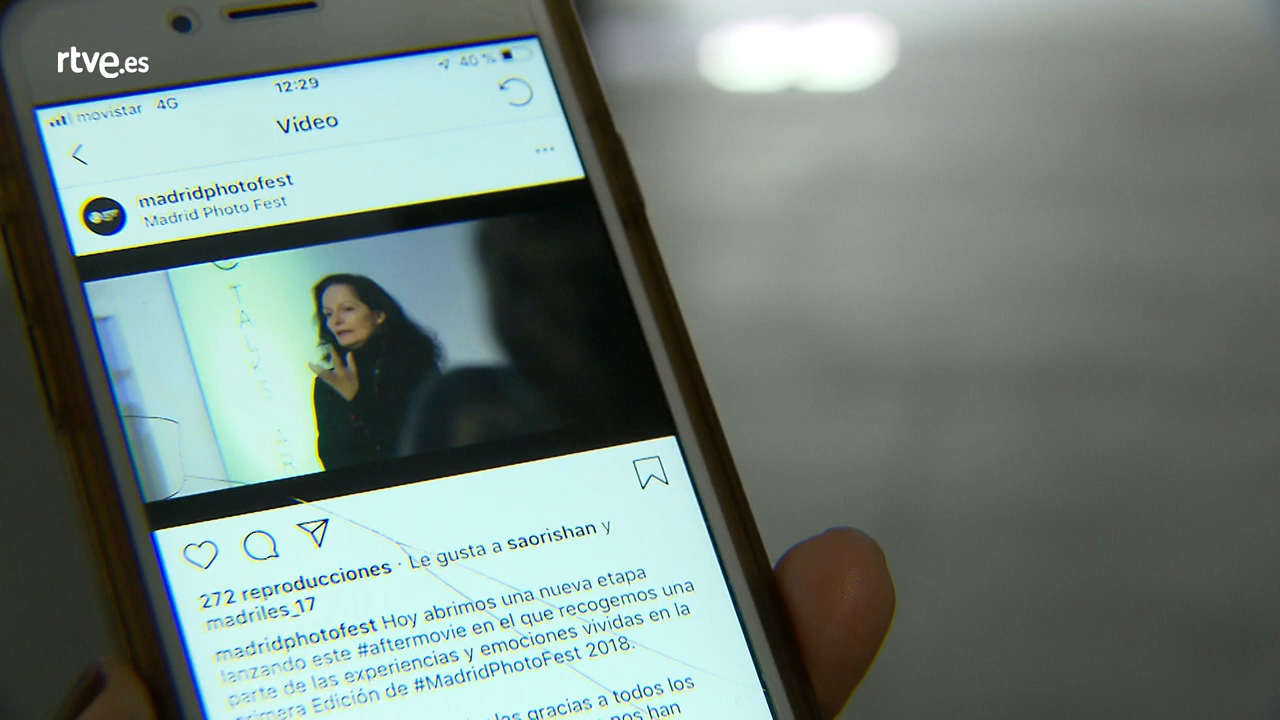 rtve.es
movistar 4G 12:29 40 %
Vídeo
madridphotofest
Madrid Photo Fest
TALKS
272 reproducciones · Le gusta a saorishan y
madriles_17
madridphotofest Hoy abrimos una nueva etapa
lanzando este #aftermovie en el que recogemos una
parte de las experiencias y emociones vividas en la
primera Edición de #MadridPhotoFest 2018.
las gracias a todos los
nos han